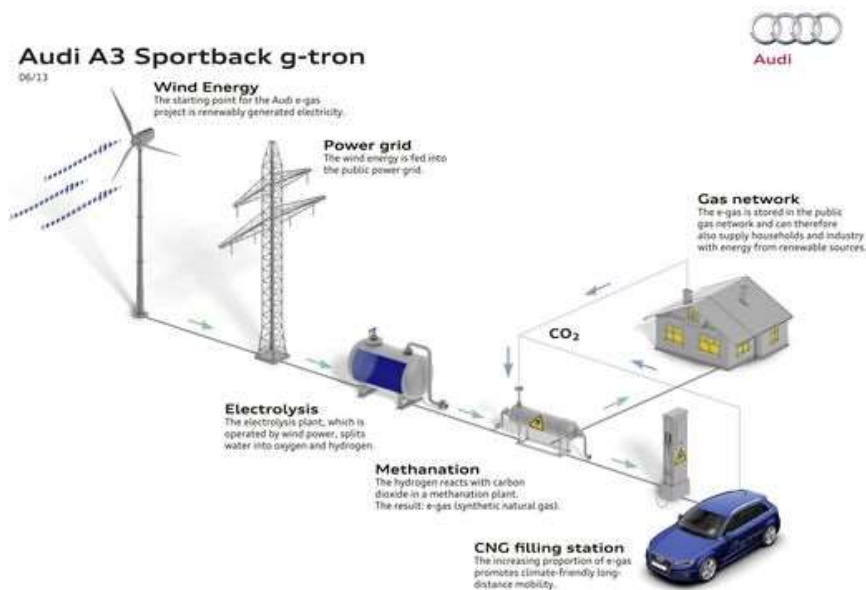 Audi A3 Sportback g-tron
06/13
Audi
Wind Energy
The starting point for the Audi e-gas
project is renewably generated electricity.
Power grid
The wind energy is fed into
the public power grid.
Gas network
The e-gas is stored in the public
gas network and can therefore
also supply households and industry
with energy from renewable sources.
CO₂
Electrolysis
The electrolysis plant, which is
operated by wind power, splits
water into oxygen and hydrogen.
Methanation
The hydrogen reacts with carbon
dioxide in a methanation plant.
The result: e-gas (synthetic natural gas).
CNG filling station
The increasing proportion of e-gas
promotes climate-friendly long-
distance mobility.